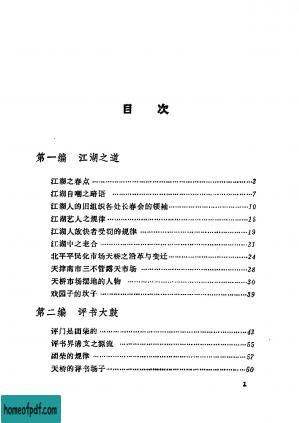 目 次
第一编 江湖之道
江湖之春点 3
江湖自嘲之暗语 7
江湖人的旧组织各处长春会的领袖 10
江湖艺人之规律 15
江湖人放快者受罚的规律 19
江湖中之老合 21
北平平民化市场天桥之沿革与变迁 24
天津南市三不管露天市场 28
天桥市场摆地的人物 30
戏园子的坎子 39
第二编 评书大鼓
评门是团柴的 43
评书界请支之源流 55
团柴的规律 57
天桥的评书场子 60
1
homeofpdf.com